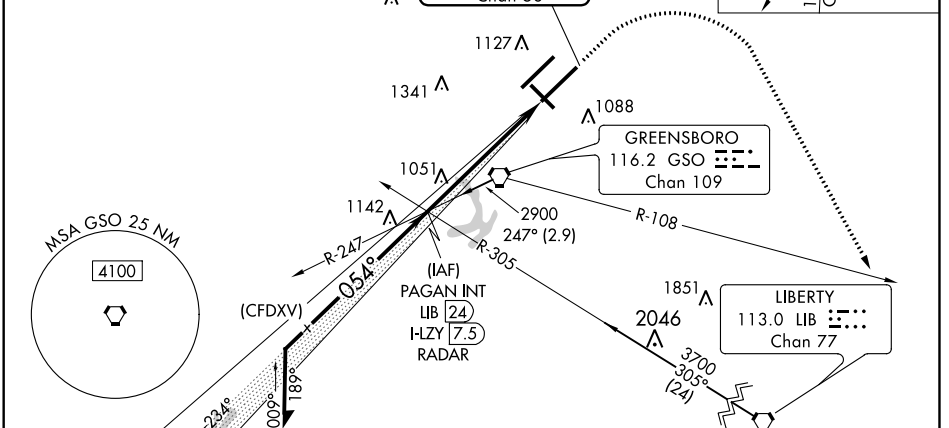 1127
1341
1088
GREENSBORO
116.2 GSO
Chan 109
1051
1142
2900
247° (2.9)
R-108
MSA GSO 25 NM
4100
R-247
054°
R-305
(IAF)
PAGAN INT
LIB 24
I-LZY 7.5
RADAR
(CFDXV)
1851
2046
LIBERTY
113.0 LIB
Chan 77
3700
305°
(24)
009°
189°
234°